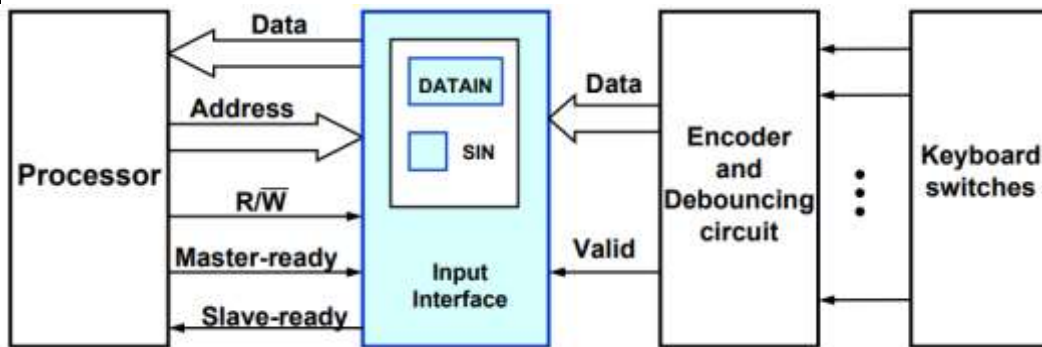 Processor
Data
Address
R/W̅
Master-ready
Slave-ready
DATAIN
SIN
Input
Interface
Data
Valid
Encoder
and
Debouncing
circuit
Keyboard
switches